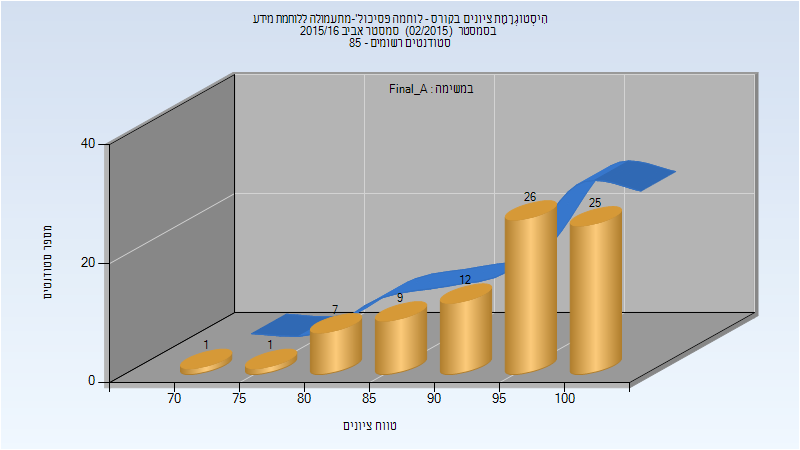 הִיסְטוֹגְרַמַת ציונים בקורס - לוחמה פסיכול'-מתעמולה ללוחמת מידע
בסמסטר (02/2015) סמסטר אביב 2015/16
סטודנטים רשומים - 85
במשימה : Final_A
מספר סטודנטים
40
20
0
1
1
7
9
12
26
25
70
75
80
85
90
95
100
טווח ציונים